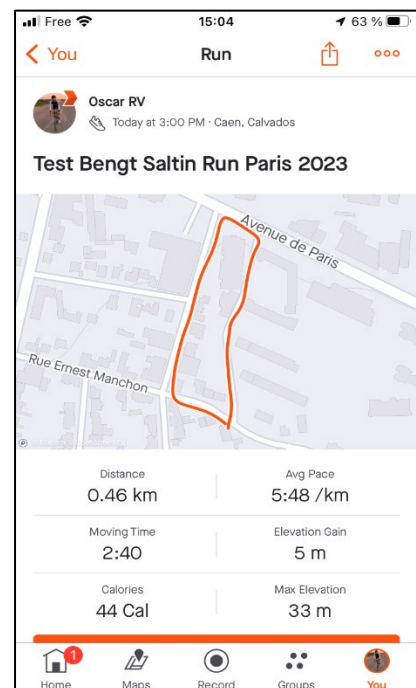 Free 15:04 63 %
You Run
Oscar RV
Today at 3:00 PM · Caen, Calvados
Test Bengt Saltin Run Paris 2023
Avenue de Paris
Rue Ernest Manchon
Distance Avg Pace
0.46 km 5:48 /km
Moving Time Elevation Gain
2:40 5 m
Calories Max Elevation
44 Cal 33 m
1
Home Maps Record Groups You